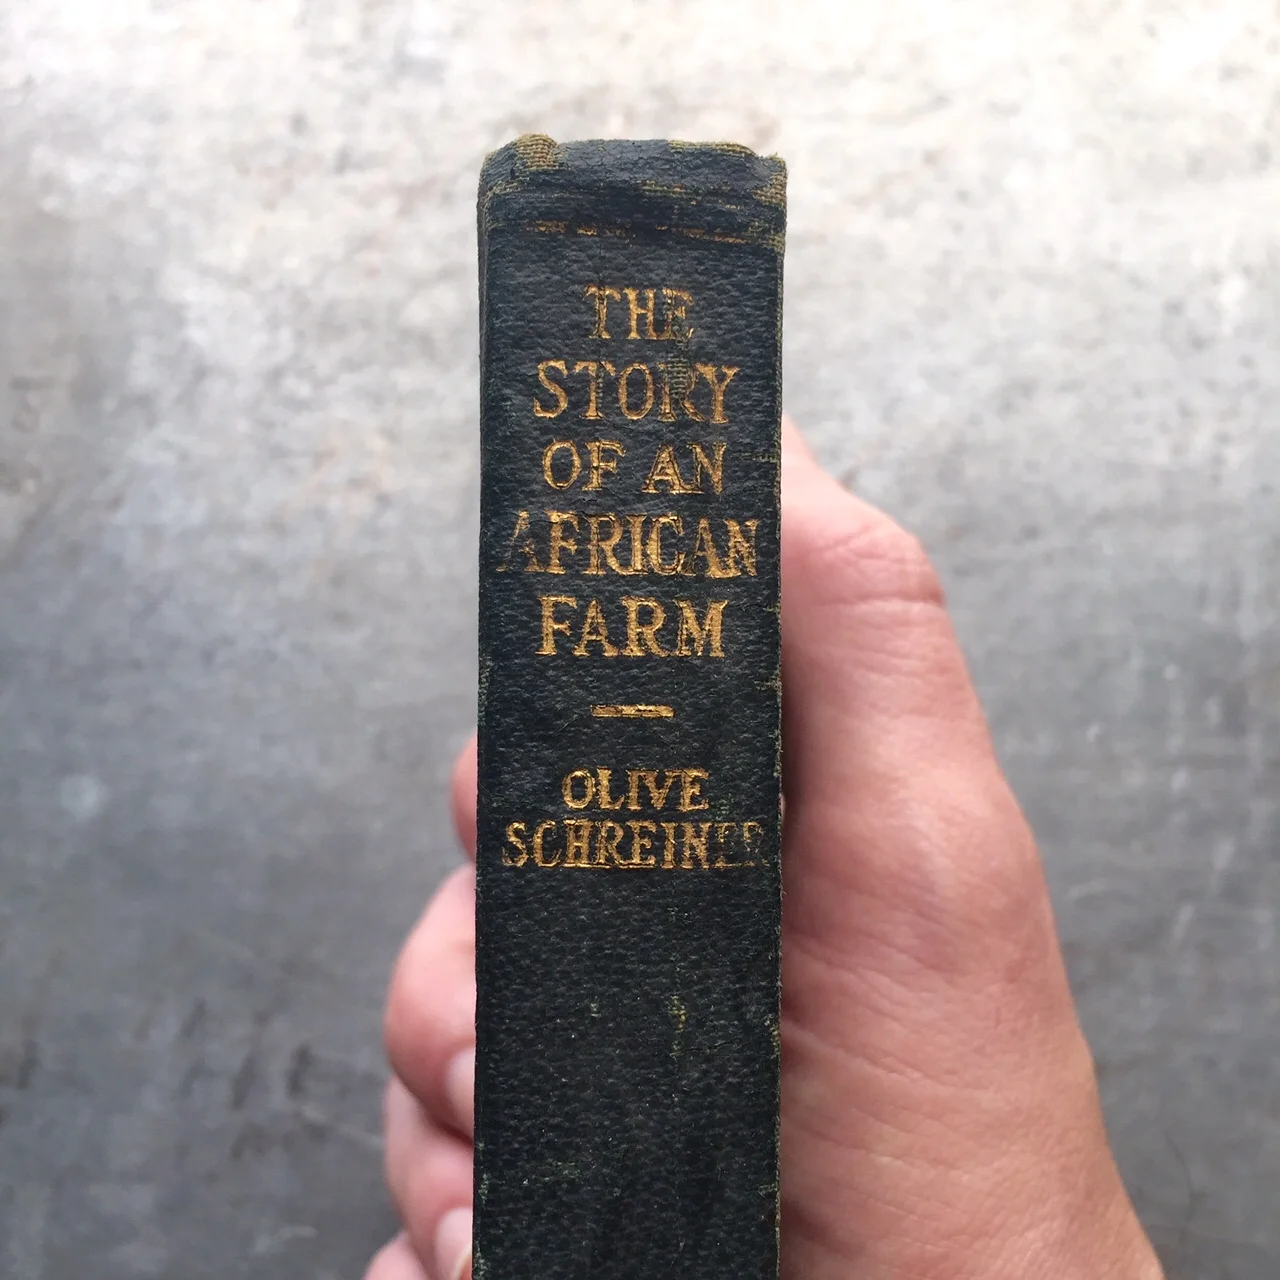 THE
STORY
OF AN
AFRICAN
FARM
OLIVE
SCHREINER